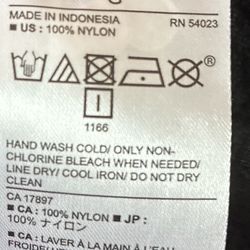 MADE IN INDONESIA RN 54023
■ US : 100% NYLON
®
I
1166
HAND WASH COLD/ ONLY NON-
CHLORINE BLEACH WHEN NEEDED/
LINE DRY/ COOL IRON/ DO NOT DRY
CLEAN
CA 17897
■ CA : 100% NYLON ■ JP :
100% ナイロン
■ CA : LAVER À LA MAIN À L'EAU
FROIDE/